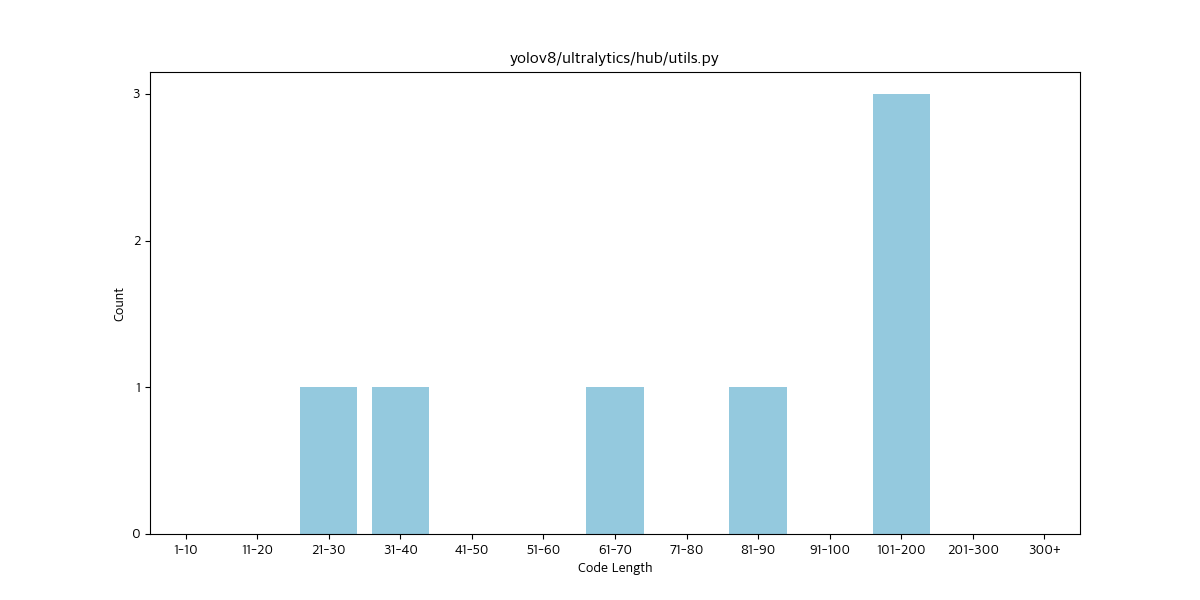 yolov8/ultralytics/hub/utils.py
3
2
1
0
Count
1-10 11-20 21-30 31-40 41-50 51-60 61-70 71-80 81-90 91-100 101-200 201-300 300+
Code Length